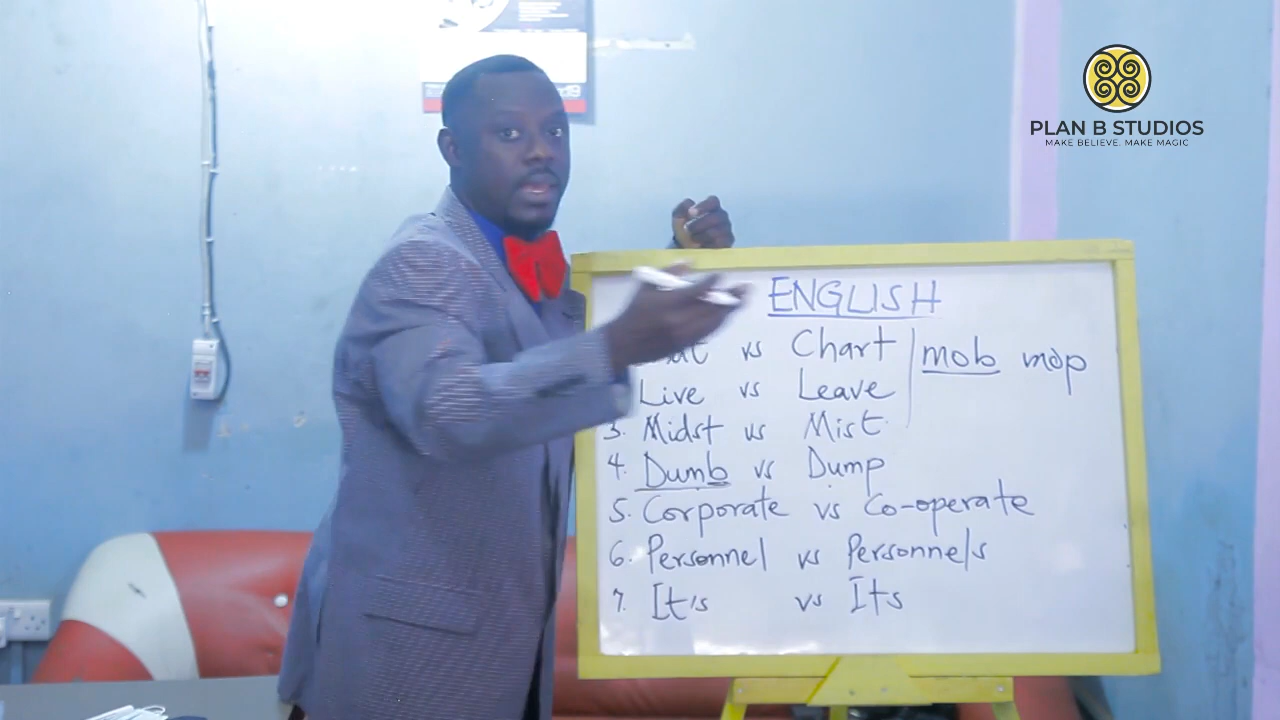 PLAN B STUDIOS
MAKE BELIEVE. MAKE MAGIC
ENGLISH
vs Chart | mob mop
Live vs Leave
3. Midst vs Mist
4. Dumb vs Dump
5. Corporate vs Co-operate
6. Personnel vs Personnels
7. It's vs Its